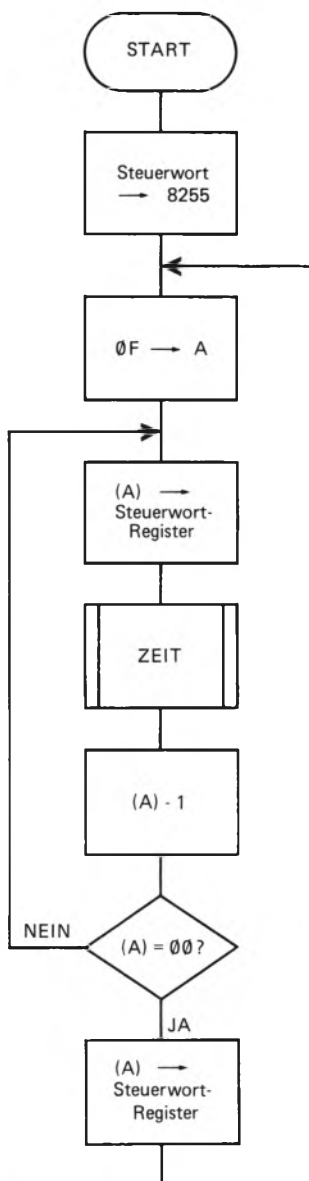 START
Steuerwort
→ 8255
ØF → A
(A) →
Steuerwort-
Register
ZEIT
(A) - 1
NEIN
(A) = ØØ?
JA
(A) →
Steuerwort-
Register